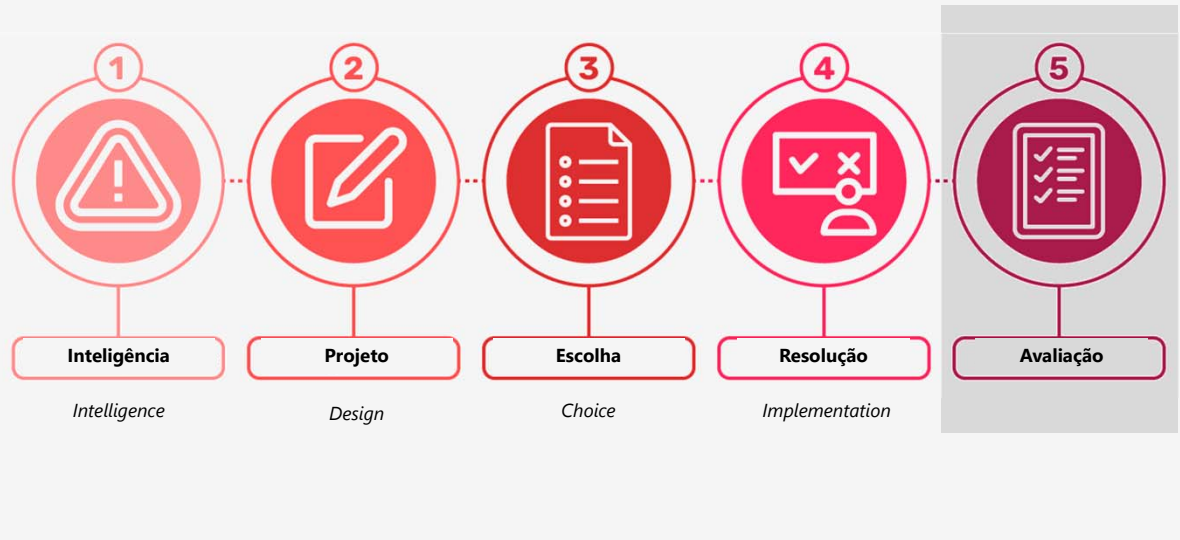 1 2 3 4 5
Inteligência Projeto Escolha Resolução Avaliação
Intelligence Design Choice Implementation